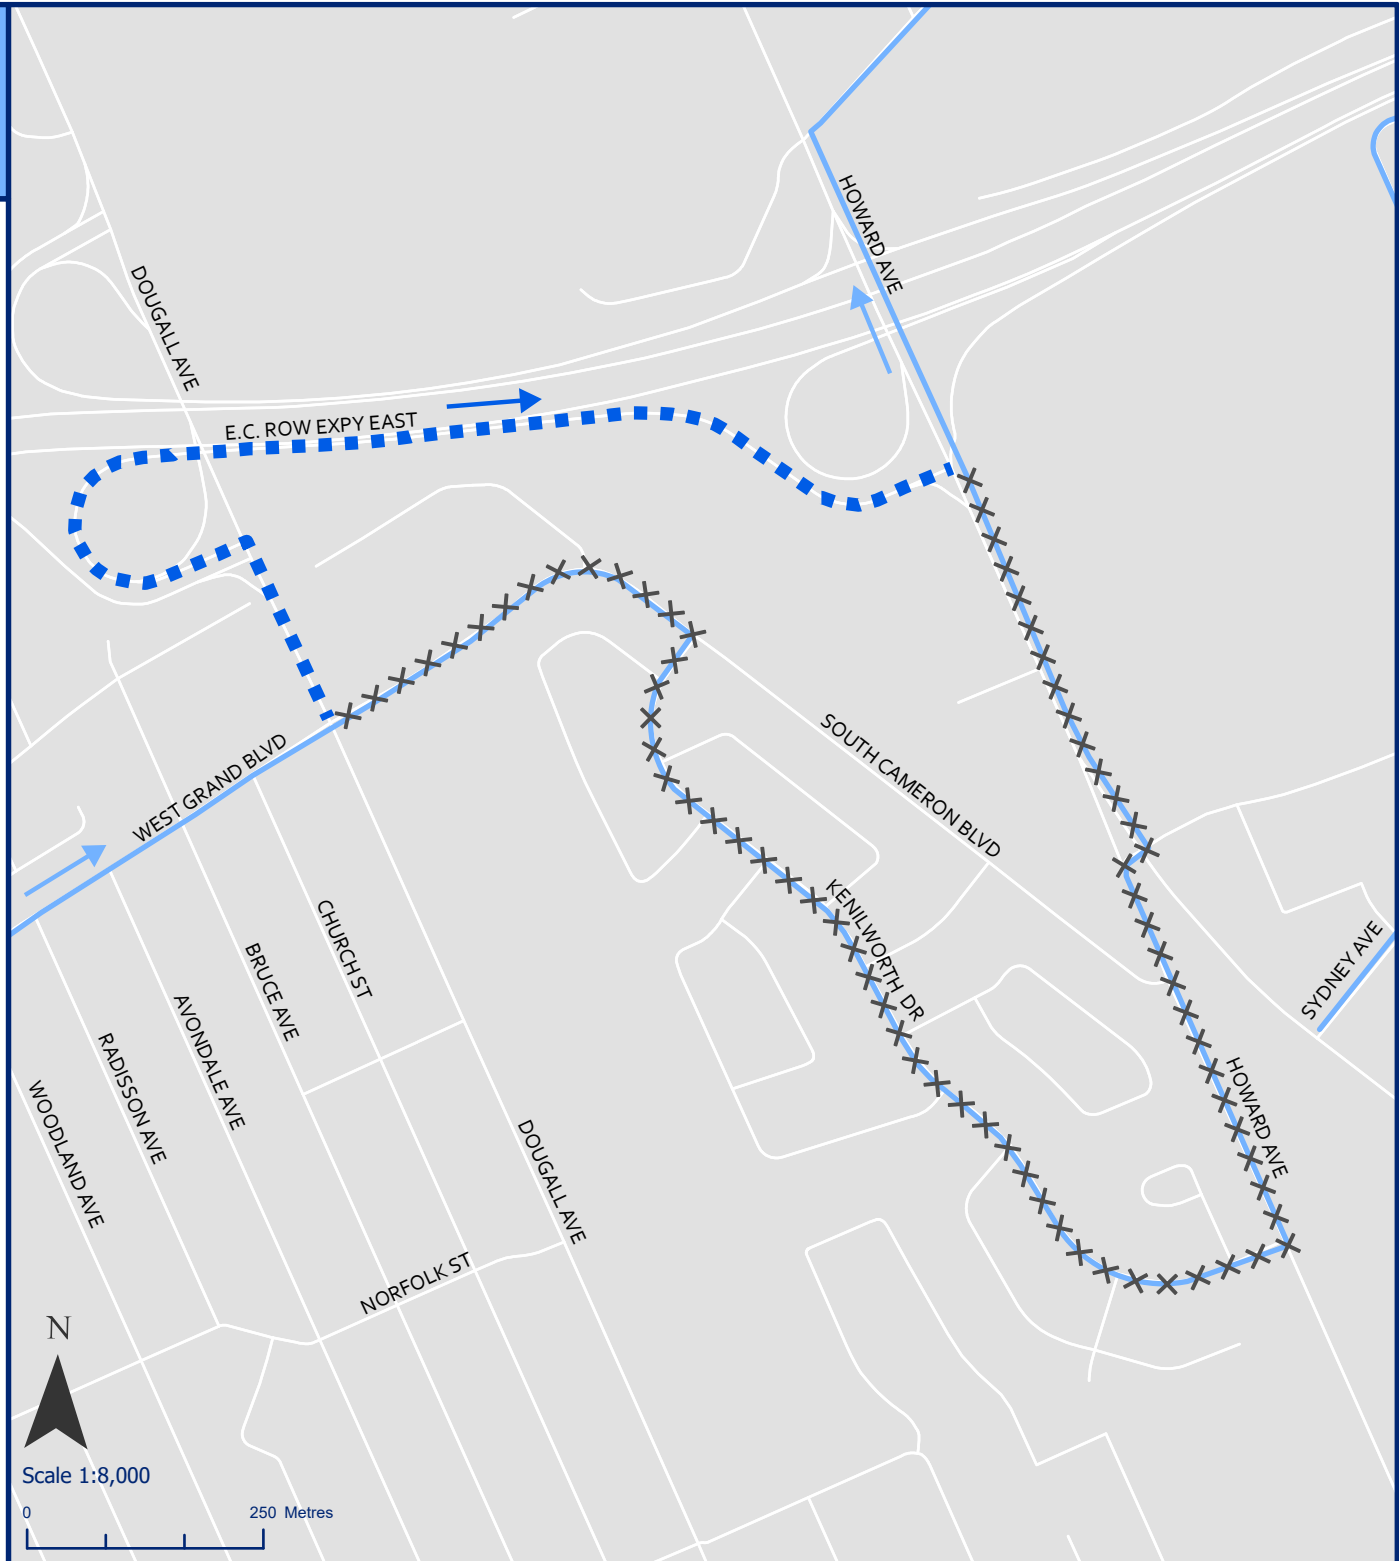 HOWARD AVE
DOUGALL AVE
E.C. ROW EXPY EAST
WEST GRAND BLVD
SOUTH CAMERON BLVD
KENILWORTH DR
CHURCH ST
BRUCE AVE
AVONDALE AVE
RADISSON AVE
WOODLAND AVE
SYDNEY AVE
HOWARD AVE
DOUGALL AVE
NORFOLK ST
N
Scale 1:8,000
0 250 Metres